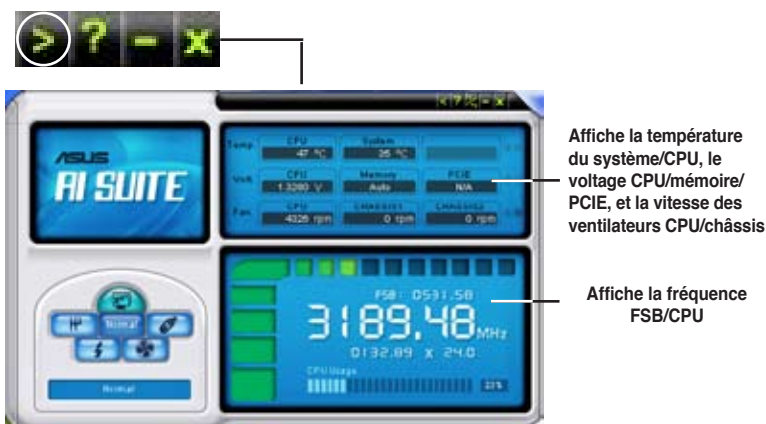 > ? - x
< ? - x
Affiche la température
du système/CPU, le
voltage CPU/mémoire/
PCIE, et la vitesse des
ventilateurs CPU/châssis
ASUS
AI SUITE
Temp
CPU
System
47 °C
35 °C
Volt
CPU
Memory
PCIE
1.3280 V
Auto
N/A
Fan
CPU
CHASSIS1
CHASSIS2
4326 rpm
0 rpm
0 rpm
Affiche la fréquence
FSB/CPU
FSB: 0531.58
3189.48 MHz
0132.89 x 24.0
CPU Usage
Normal
Normal